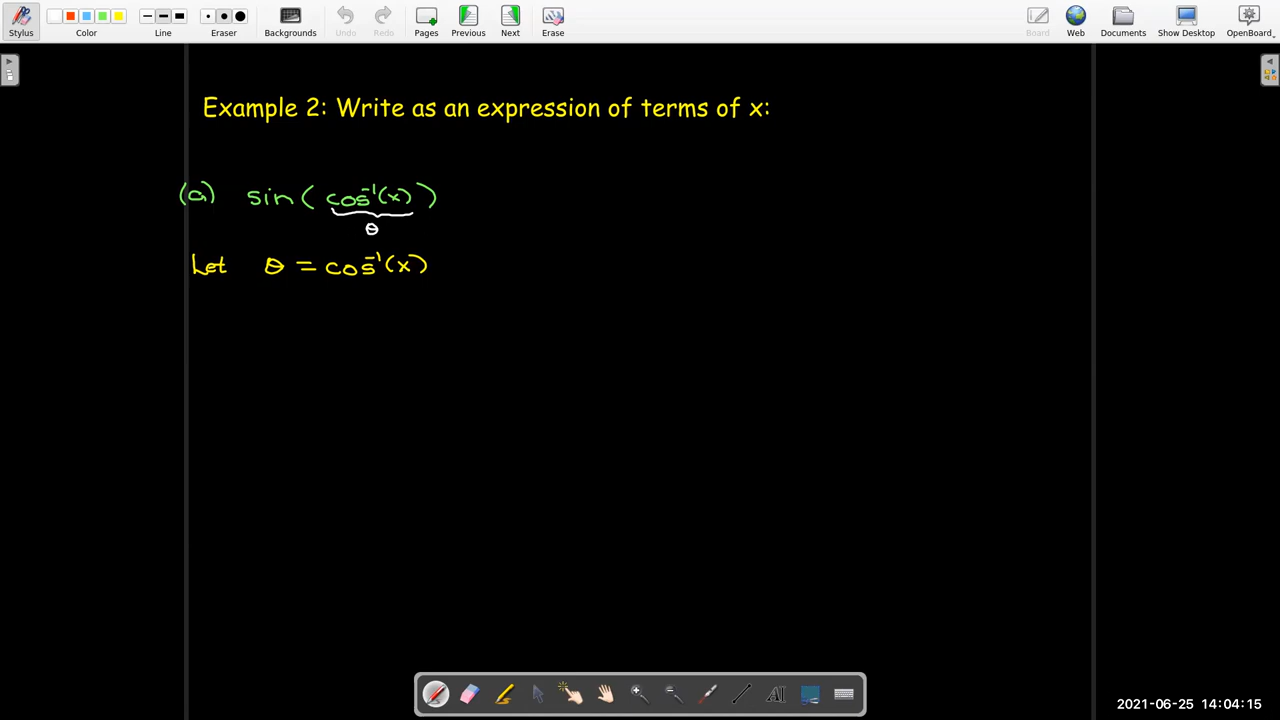 Stylus
Color
Line
Eraser
Backgrounds
Undo
Redo
Pages
Previous
Next
Erase
Board
Web
Documents
Show Desktop
OpenBoard
Example 2: Write as an expression of terms of x:
(a) sin(cos⁻¹(x))
θ
Let θ = cos⁻¹(x)
AI
2021-06-25 14:04:15